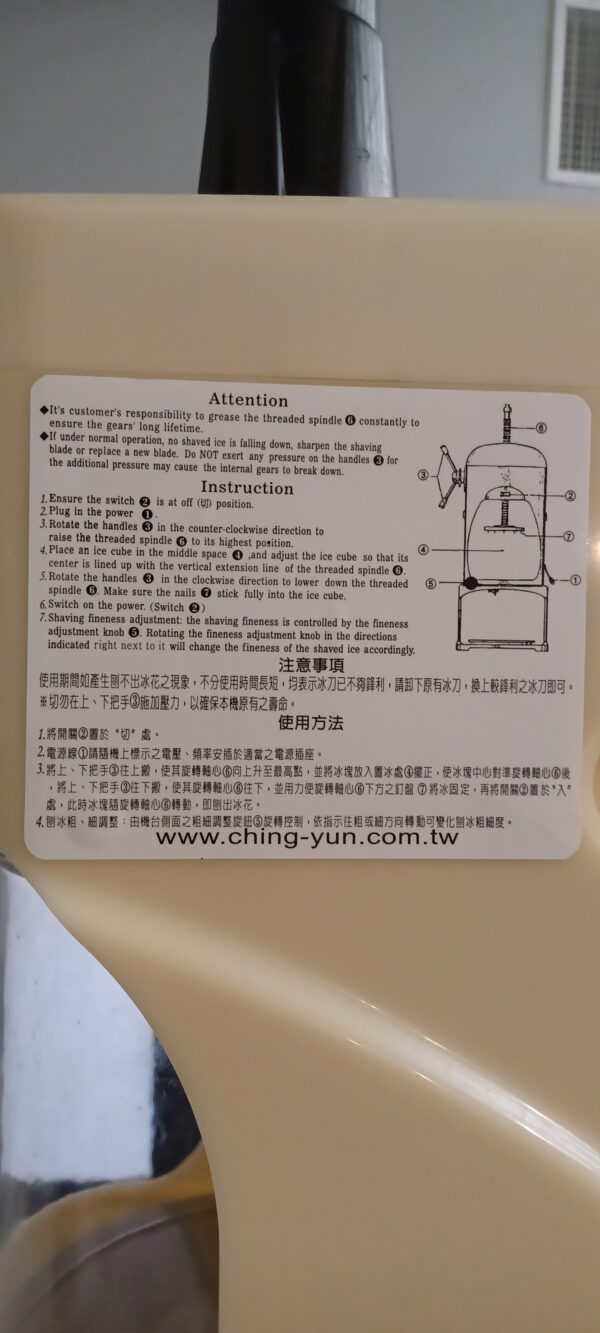 Attention
◆It's customer's responsibility to grease the threaded spindle ❻ constantly to
ensure the gears' long lifetime.
◆If under normal operation, no shaved ice is falling down, sharpen the shaving
blade or replace a new blade. Do NOT exert any pressure on the handles ❸ for
the additional pressure may cause the internal gears to break down.
Instruction
1.Ensure the switch ❷ is at off (切) position.
2.Plug in the power ❶.
3.Rotate the handles ❸ in the counter-clockwise direction to
raise the threaded spindle ❻ to its highest position.
4.Place an ice cube in the middle space ❹ ,and adjust the ice cube so that its
center is lined up with the vertical extension line of the threaded spindle ❻.
5.Rotate the handles ❸ in the clockwise direction to lower down the threaded
spindle ❻. Make sure the nails ❼ stick fully into the ice cube.
6.Switch on the power. (Switch ❷)
7.Shaving fineness adjustment: the shaving fineness is controlled by the fineness
adjustment knob ❺. Rotating the fineness adjustment knob in the directions
indicated right next to it will change the fineness of the shaved ice accordingly.
⑥
③
②
⑦
④
⑤
①
注意事項
使用期間如產生刨不出冰花之現象，不分使用時間長短，均表示冰刀已不夠鋒利，請卸下原有冰刀，換上較鋒利之冰刀即可。
※切勿在上、下把手③施加壓力，以確保本機原有之壽命。
使用方法
1.將開關②置於〝切〞處。
2.電源線①請隨機上標示之電壓、頻率安插於適當之電源插座。
3.將上、下把手③往上搬，使其旋轉軸心⑥向上升至最高點，並將冰塊放入置冰處④擺正，使冰塊中心對準旋轉軸心⑥後
，將上、下把手③往下搬，使其旋轉軸心⑥往下，並用力使旋轉軸心⑥下方之釘盤⑦將冰固定，再將開關②置於〝入〞
處，此時冰塊隨旋轉軸心⑥轉動，即刨出冰花。
4.刨冰粗、細調整：由機台側面之粗細調整旋鈕⑤旋轉控制，依指示往粗或細方向轉動可變化刨冰粗細度。
www.ching-yun.com.tw